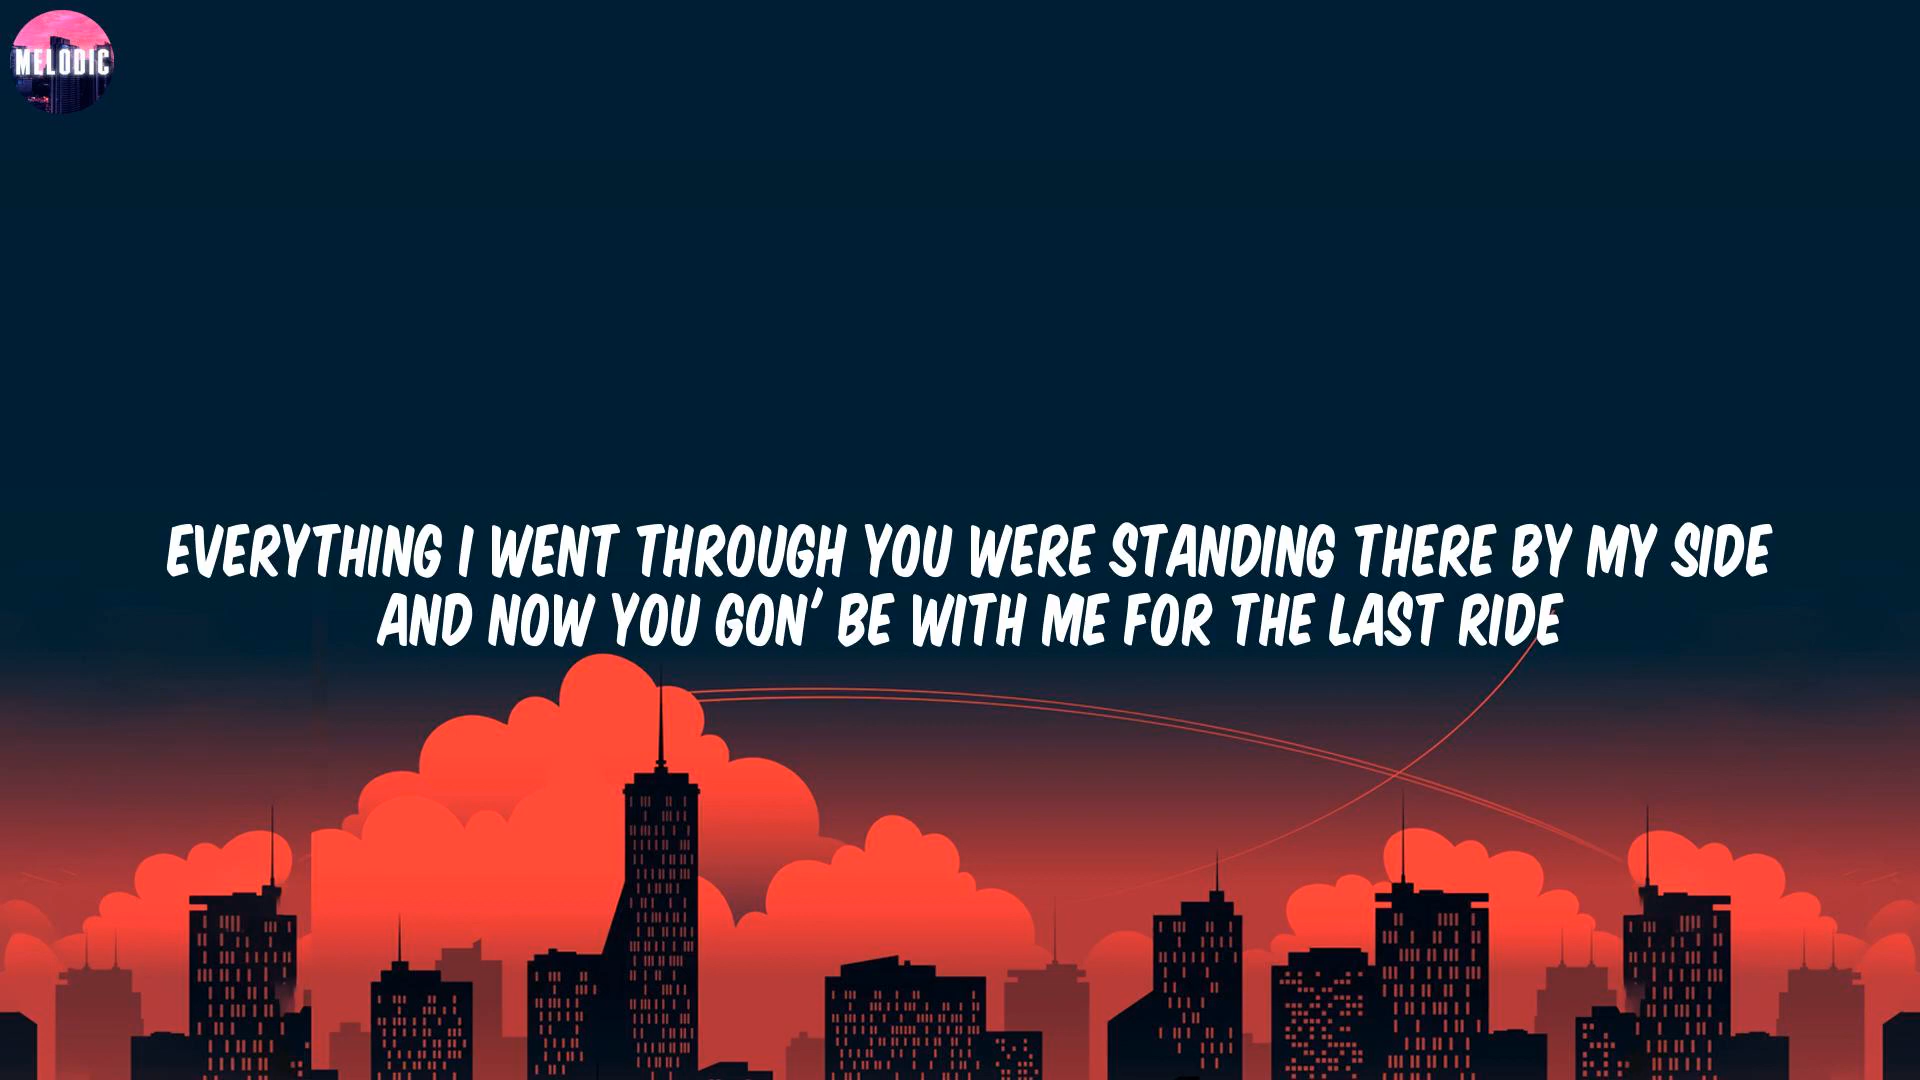 MELODIC
EVERYTHING I WENT THROUGH YOU WERE STANDING THERE BY MY SIDE
AND NOW YOU GON' BE WITH ME FOR THE LAST RIDE